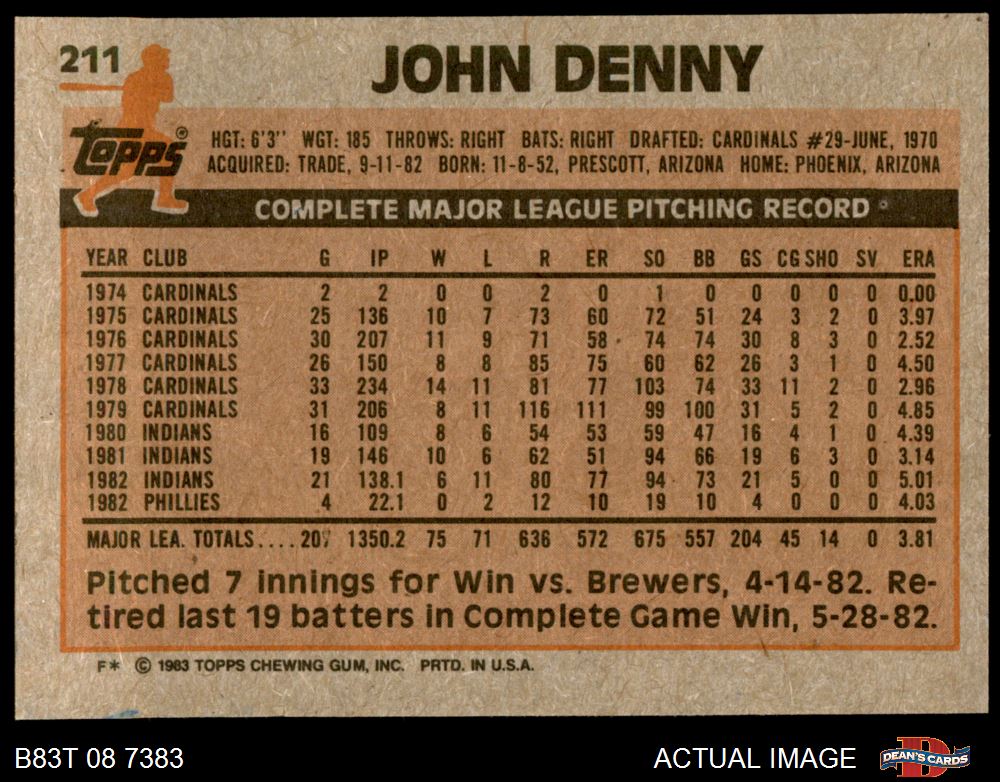 211
JOHN DENNY
Topps®
HGT: 6'3" WGT: 185 THROWS: RIGHT BATS: RIGHT DRAFTED: CARDINALS #29-JUNE, 1970
ACQUIRED: TRADE, 9-11-82 BORN: 11-8-52, PRESCOTT, ARIZONA HOME: PHOENIX, ARIZONA
COMPLETE MAJOR LEAGUE PITCHING RECORD
YEAR CLUB G IP W L R ER SO BB GS CG SHO SV ERA
1974 CARDINALS 2 2 0 0 2 0 1 0 0 0 0 0 0.00
1975 CARDINALS 25 136 10 7 73 60 72 51 24 3 2 0 3.97
1976 CARDINALS 30 207 11 9 71 58 74 74 30 8 3 0 2.52
1977 CARDINALS 26 150 8 8 85 75 60 62 26 3 1 0 4.50
1978 CARDINALS 33 234 14 11 81 77 103 74 33 11 2 0 2.96
1979 CARDINALS 31 206 8 11 116 111 99 100 31 5 2 0 4.85
1980 INDIANS 16 109 8 6 54 53 59 47 16 4 1 0 4.39
1981 INDIANS 19 146 10 6 62 51 94 66 19 6 3 0 3.14
1982 INDIANS 21 138.1 6 11 80 77 94 73 21 5 0 0 5.01
1982 PHILLIES 4 22.1 0 2 12 10 19 10 4 0 0 0 4.03
MAJOR LEA. TOTALS.... 207 1350.2 75 71 636 572 675 557 204 45 14 0 3.81
Pitched 7 innings for Win vs. Brewers, 4-14-82. Re-
tired last 19 batters in Complete Game Win, 5-28-82.
F* © 1983 TOPPS CHEWING GUM, INC. PRTD. IN U.S.A.
B83T 08 7383 ACTUAL IMAGE DEAN'S CARDS